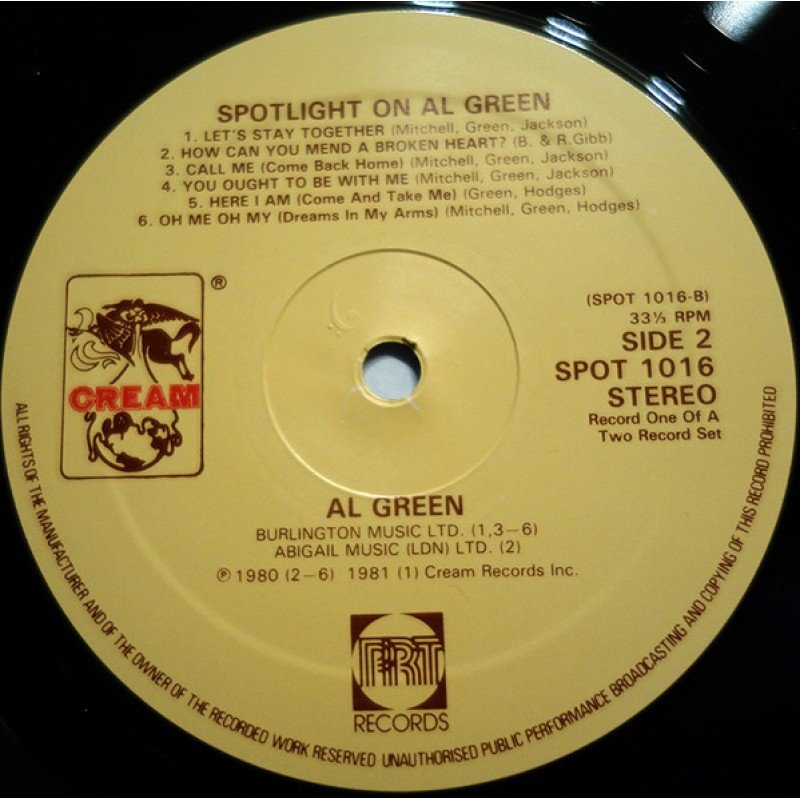 SPOTLIGHT ON AL GREEN
1. LET'S STAY TOGETHER (Mitchell, Green, Jackson)
2. HOW CAN YOU MEND A BROKEN HEART? (B. & R.Gibb)
3. CALL ME (Come Back Home) (Mitchell, Green, Jackson)
4. YOU OUGHT TO BE WITH ME (Mitchell, Green, Jackson)
5. HERE I AM (Come And Take Me) (Green, Hodges)
6. OH ME OH MY (Dreams In My Arms) (Mitchell, Green, Hodges)
®
CREAM
(SPOT 1016-B)
33⅓ RPM
SIDE 2
SPOT 1016
STEREO
Record One Of A
Two Record Set
AL GREEN
BURLINGTON MUSIC LTD. (1,3–6)
ABIGAIL MUSIC (LDN) LTD. (2)
℗ 1980 (2–6) 1981 (1) Cream Records Inc.
PRT
RECORDS
ALL RIGHTS OF THE MANUFACTURER AND OF THE OWNER OF THE RECORDED WORK RESERVED UNAUTHORISED PUBLIC PERFORMANCE BROADCASTING AND COPYING OF THIS RECORD PROHIBITED